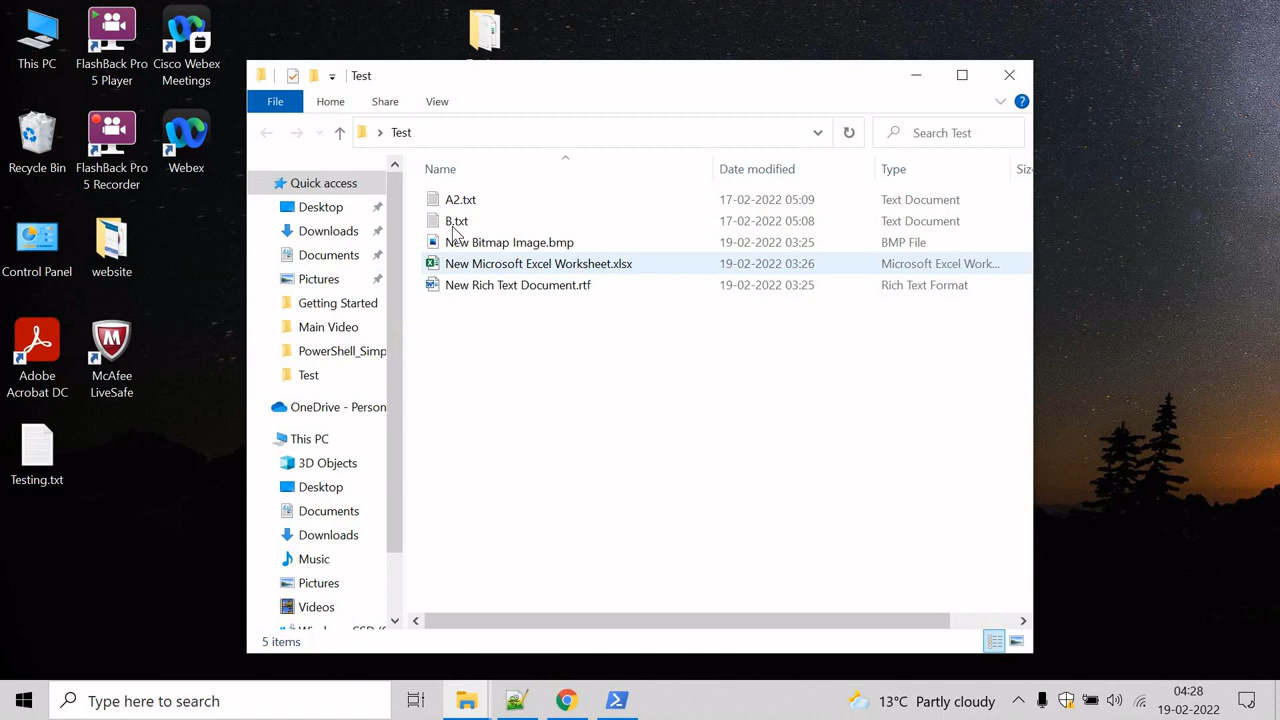 This PC
FlashBack Pro
5 Player
Cisco Webex
Meetings
Recycle Bin
FlashBack Pro
5 Recorder
Webex
Control Panel
website
Adobe
Acrobat DC
McAfee
LiveSafe
Testing.txt
Test
File
Home
Share
View
Test
Search Test
Name
Date modified
Type
Siz
A2.txt
17-02-2022 05:09
Text Document
B.txt
17-02-2022 05:08
Text Document
New Bitmap Image.bmp
19-02-2022 03:25
BMP File
New Microsoft Excel Worksheet.xlsx
19-02-2022 03:26
Microsoft Excel Work...
New Rich Text Document.rtf
19-02-2022 03:25
Rich Text Format
Quick access
Desktop
Downloads
Documents
Pictures
Getting Started
Main Video
PowerShell_Simp
Test
OneDrive - Person
This PC
3D Objects
Desktop
Documents
Downloads
Music
Pictures
Videos
5 items
Type here to search
13°C Partly cloudy
04:28
19-02-2022